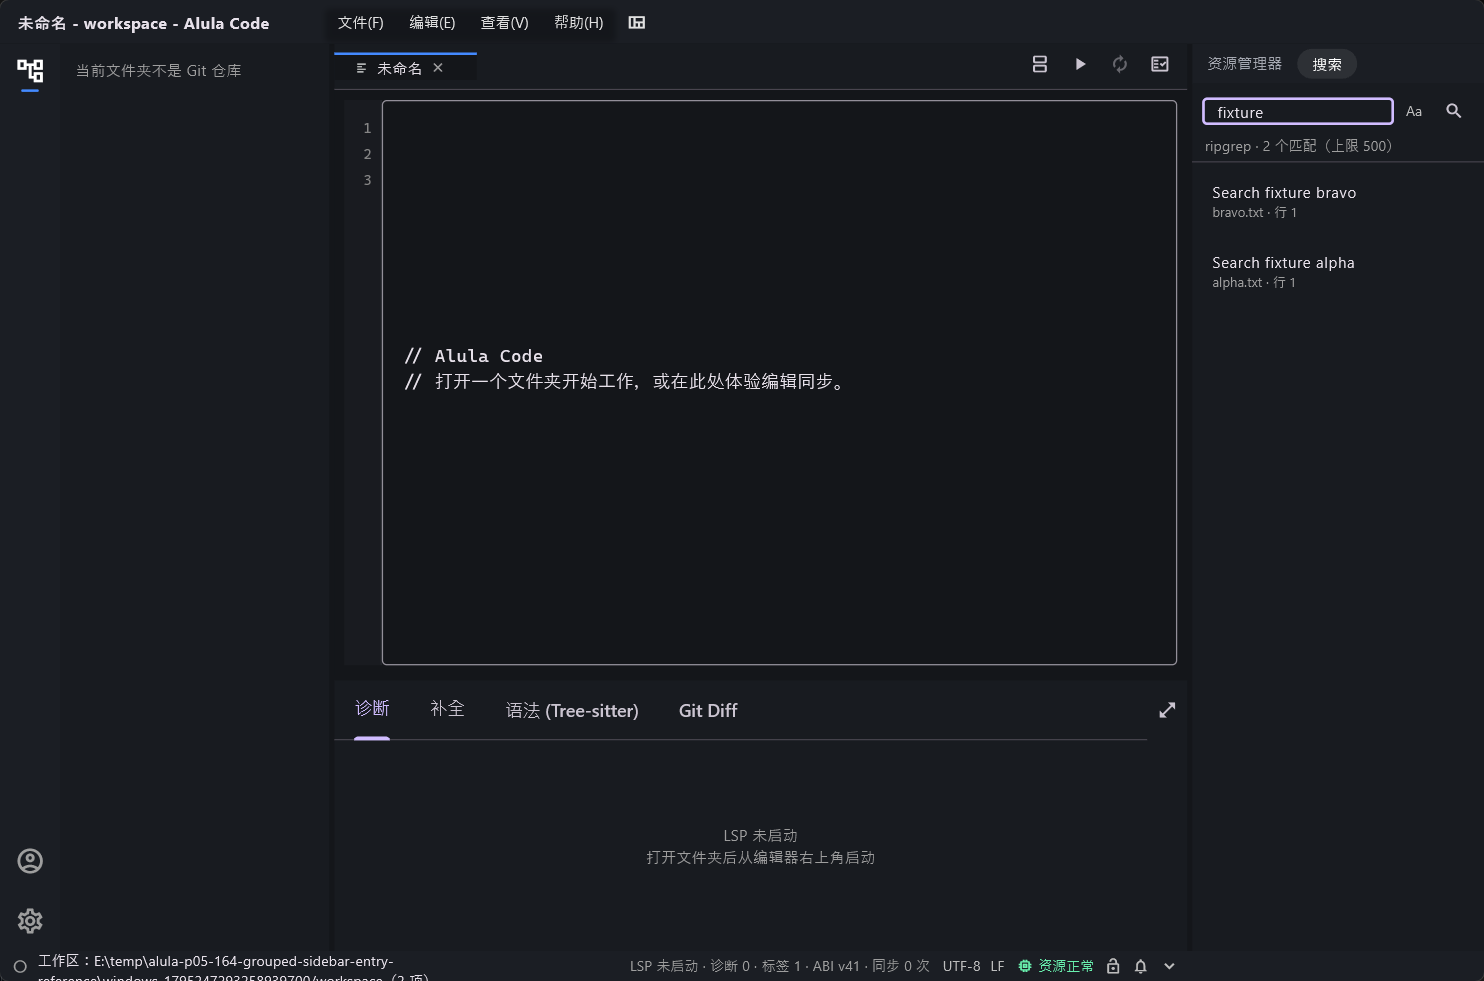 未命名 - workspace - Alula Code
文件(F) 编辑(E) 查看(V) 帮助(H)
当前文件夹不是 Git 仓库
未命名
资源管理器 搜索
fixture Aa
ripgrep · 2 个匹配（上限 500）
Search fixture bravo
bravo.txt · 行 1
Search fixture alpha
alpha.txt · 行 1
1
2
3
// Alula Code
// 打开一个文件夹开始工作，或在此处体验编辑同步。
诊断 补全 语法 (Tree-sitter) Git Diff
LSP 未启动
打开文件夹后从编辑器右上角启动
工作区：E:\temp\alula-p05-164-grouped-sidebar-entry-
reference\windows-1795247293258939700/workspace（2 项）
LSP 未启动 · 诊断 0 · 标签 1 · ABI v41 · 同步 0 次 UTF-8 LF 资源正常